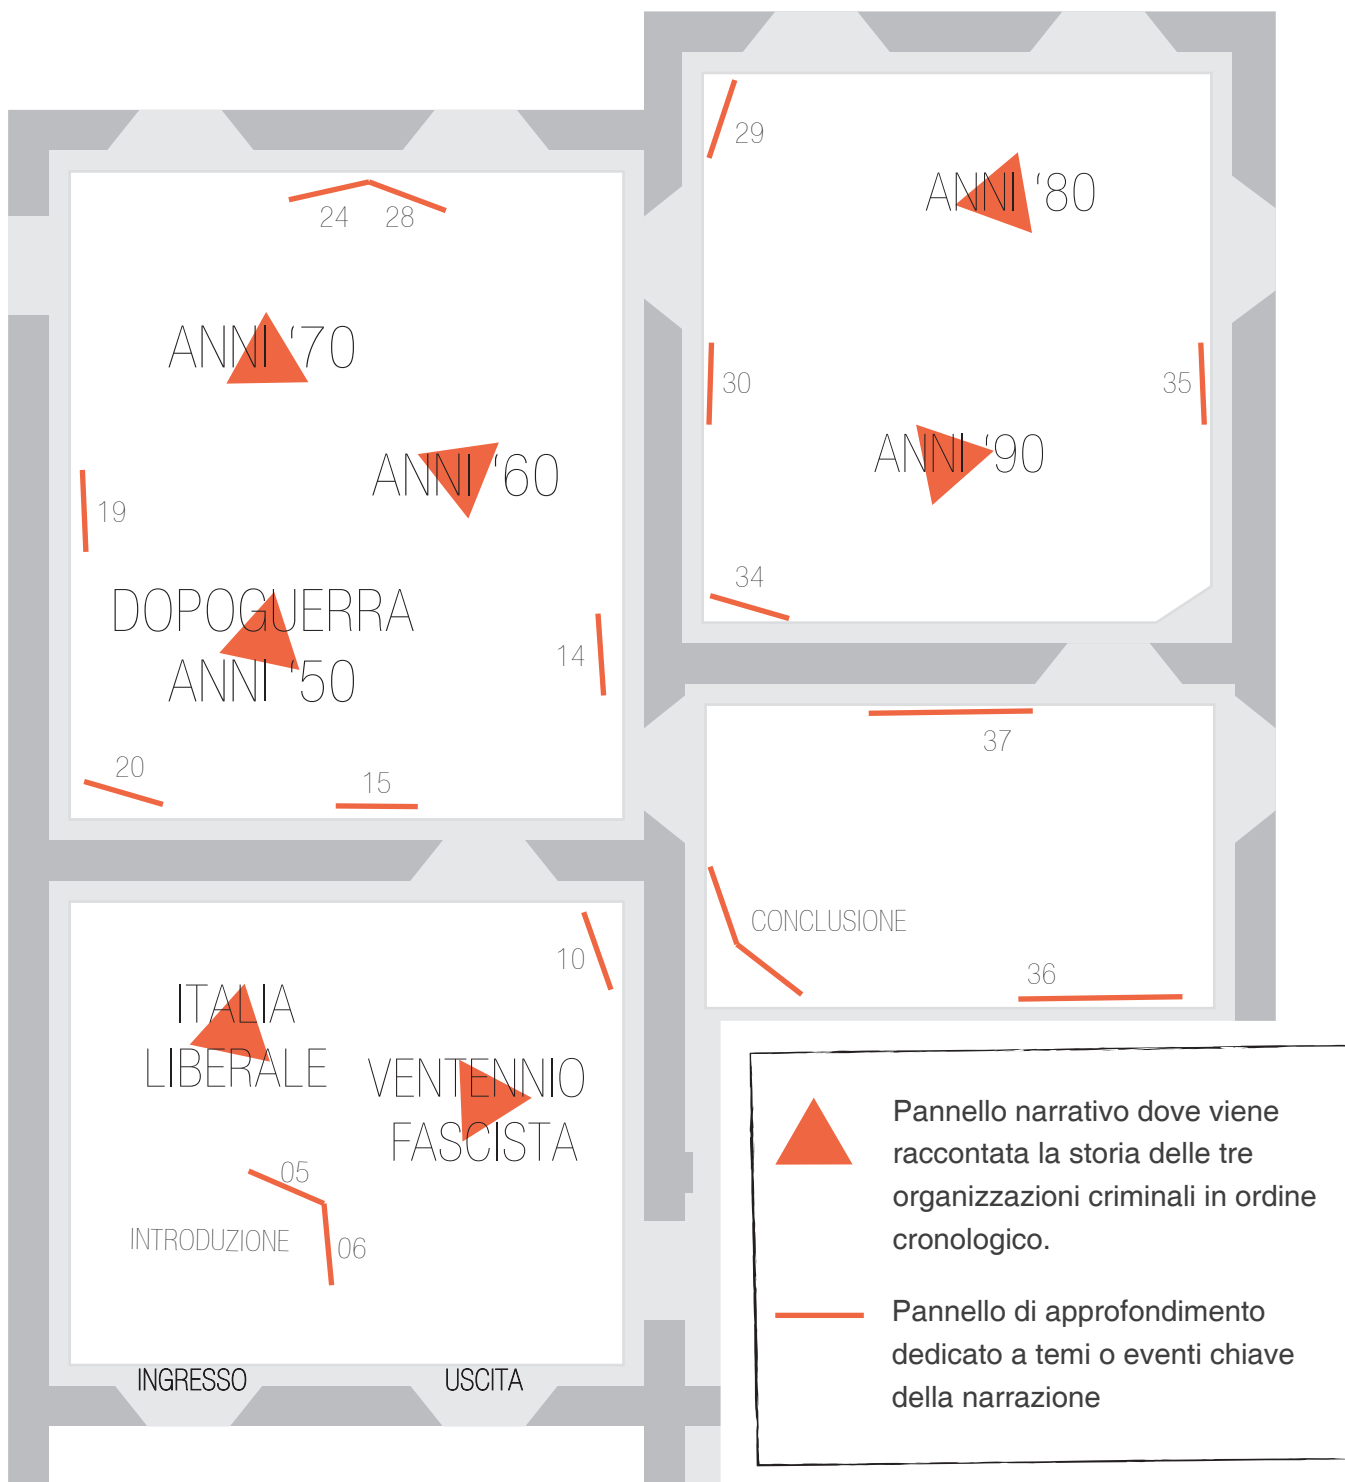 29
ANNI ‘80
24
28
ANNI ‘70
30
35
ANNI ‘90
ANNI ‘60
19
34
DOPOGUERRA
ANNI ‘50
14
20
15
37
CONCLUSIONE
36
10
ITALIA
LIBERALE
VENTENNIO
FASCISTA
05
INTRODUZIONE
06
INGRESSO
USCITA
Pannello narrativo dove viene
raccontata la storia delle tre
organizzazioni criminali in ordine
cronologico.
Pannello di approfondimento
dedicato a temi o eventi chiave
della narrazione